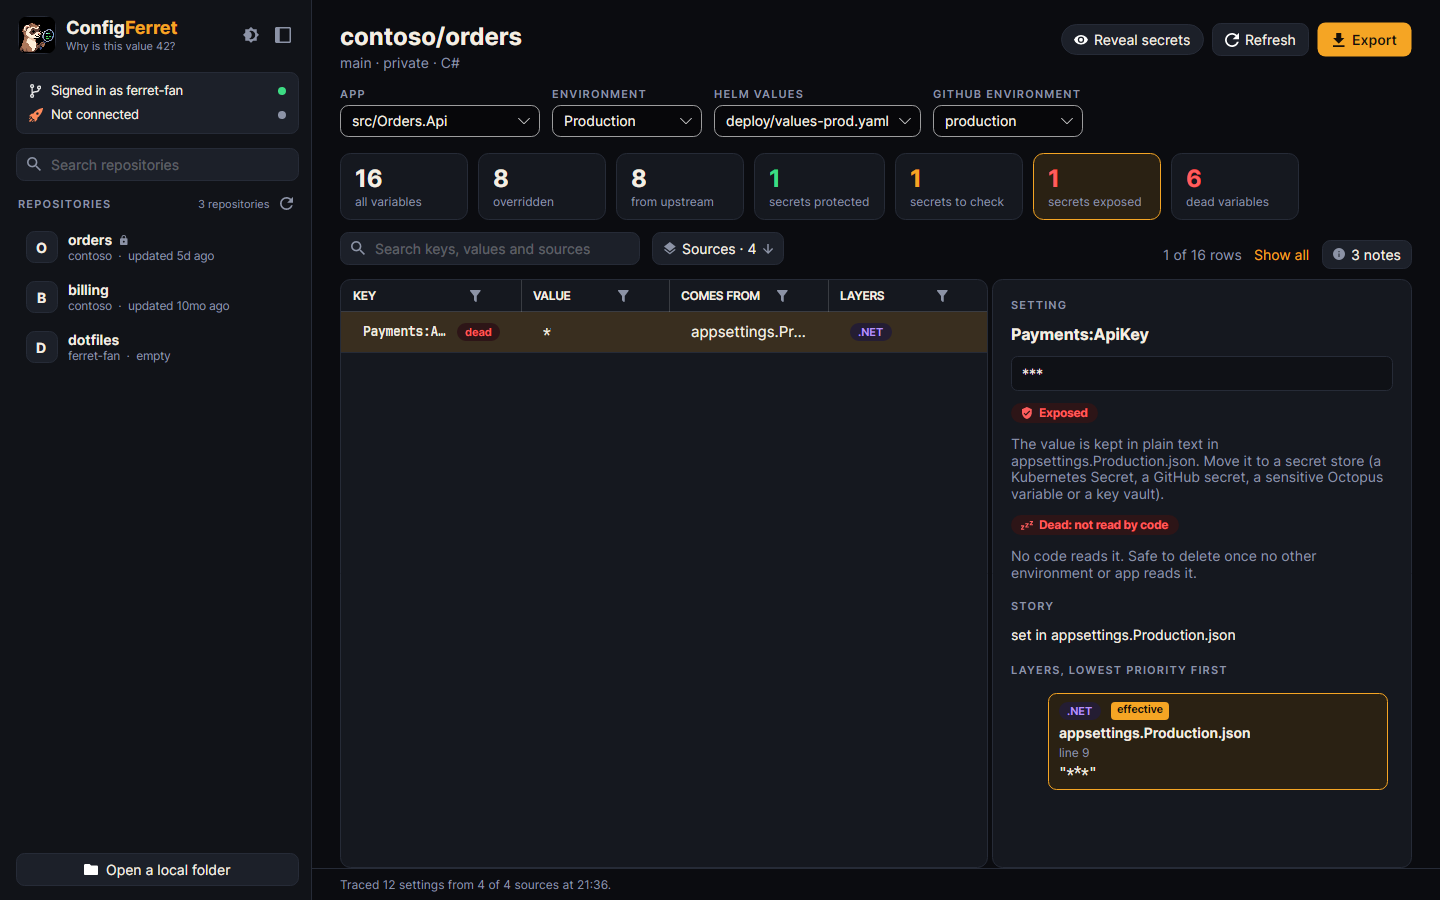 ConfigFerret
Why is this value 42?
Signed in as ferret-fan
Not connected
Search repositories
REPOSITORIES
3 repositories
O
orders
contoso · updated 5d ago
B
billing
contoso · updated 10mo ago
D
dotfiles
ferret-fan · empty
Open a local folder
contoso/orders
main · private · C#
Reveal secrets
Refresh
Export
APP
src/Orders.Api
ENVIRONMENT
Production
HELM VALUES
deploy/values-prod.yaml
GITHUB ENVIRONMENT
production
16
all variables
8
overridden
8
from upstream
1
secrets protected
1
secrets to check
1
secrets exposed
6
dead variables
Search keys, values and sources
Sources · 4
1 of 16 rows
Show all
3 notes
KEY
VALUE
COMES FROM
LAYERS
Payments:A…
dead
*
appsettings.Pr…
.NET
SETTING
Payments:ApiKey
***
Exposed
The value is kept in plain text in
appsettings.Production.json. Move it to a secret store (a
Kubernetes Secret, a GitHub secret, a sensitive Octopus
variable or a key vault).
Dead: not read by code
No code reads it. Safe to delete once no other
environment or app reads it.
STORY
set in appsettings.Production.json
LAYERS, LOWEST PRIORITY FIRST
.NET
effective
appsettings.Production.json
line 9
"***"
Traced 12 settings from 4 of 4 sources at 21:36.